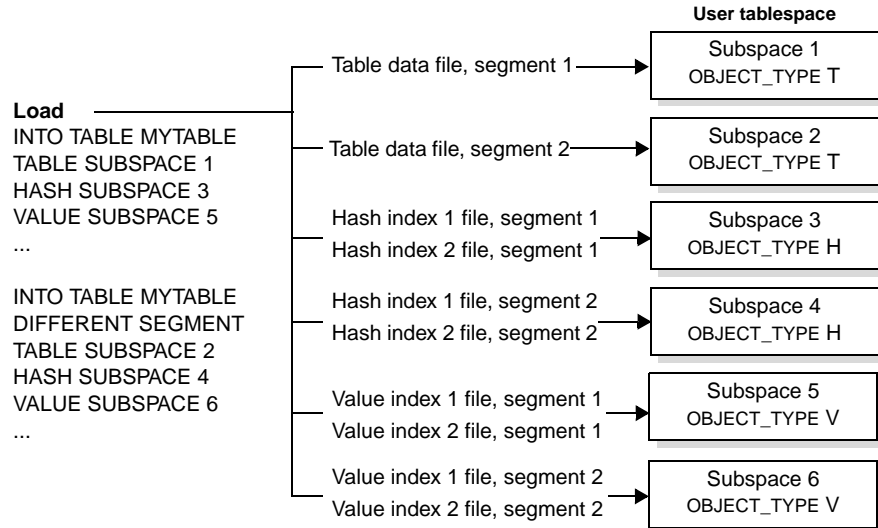 User tablespace
Load
INTO TABLE MYTABLE
TABLE SUBSPACE 1
HASH SUBSPACE 3
VALUE SUBSPACE 5
...
INTO TABLE MYTABLE
DIFFERENT SEGMENT
TABLE SUBSPACE 2
HASH SUBSPACE 4
VALUE SUBSPACE 6
...
Table data file, segment 1
Subspace 1
OBJECT_TYPE T
Table data file, segment 2
Subspace 2
OBJECT_TYPE T
Hash index 1 file, segment 1
Hash index 2 file, segment 1
Subspace 3
OBJECT_TYPE H
Hash index 1 file, segment 2
Hash index 2 file, segment 2
Subspace 4
OBJECT_TYPE H
Value index 1 file, segment 1
Value index 2 file, segment 1
Subspace 5
OBJECT_TYPE V
Value index 1 file, segment 2
Value index 2 file, segment 2
Subspace 6
OBJECT_TYPE V